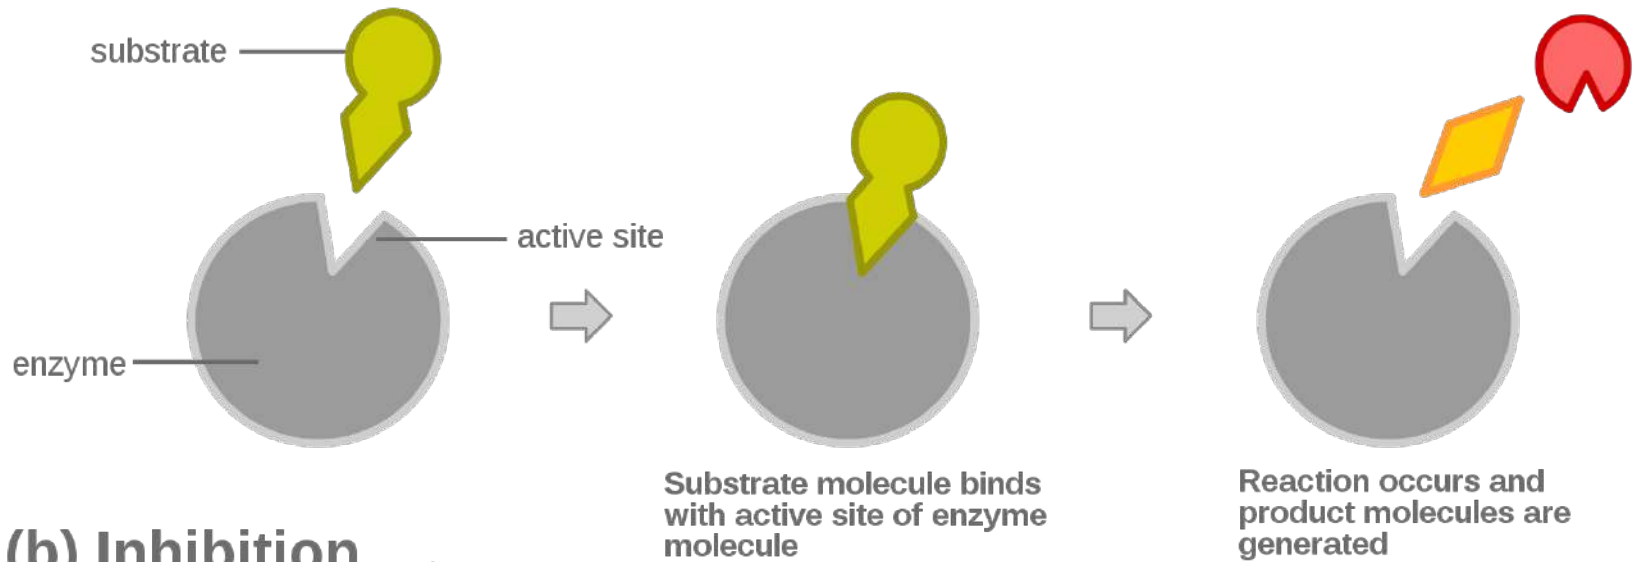 substrate
active site
enzyme
Substrate molecule binds
with active site of enzyme
molecule
Reaction occurs and
product molecules are
generated
(b) Inhibition